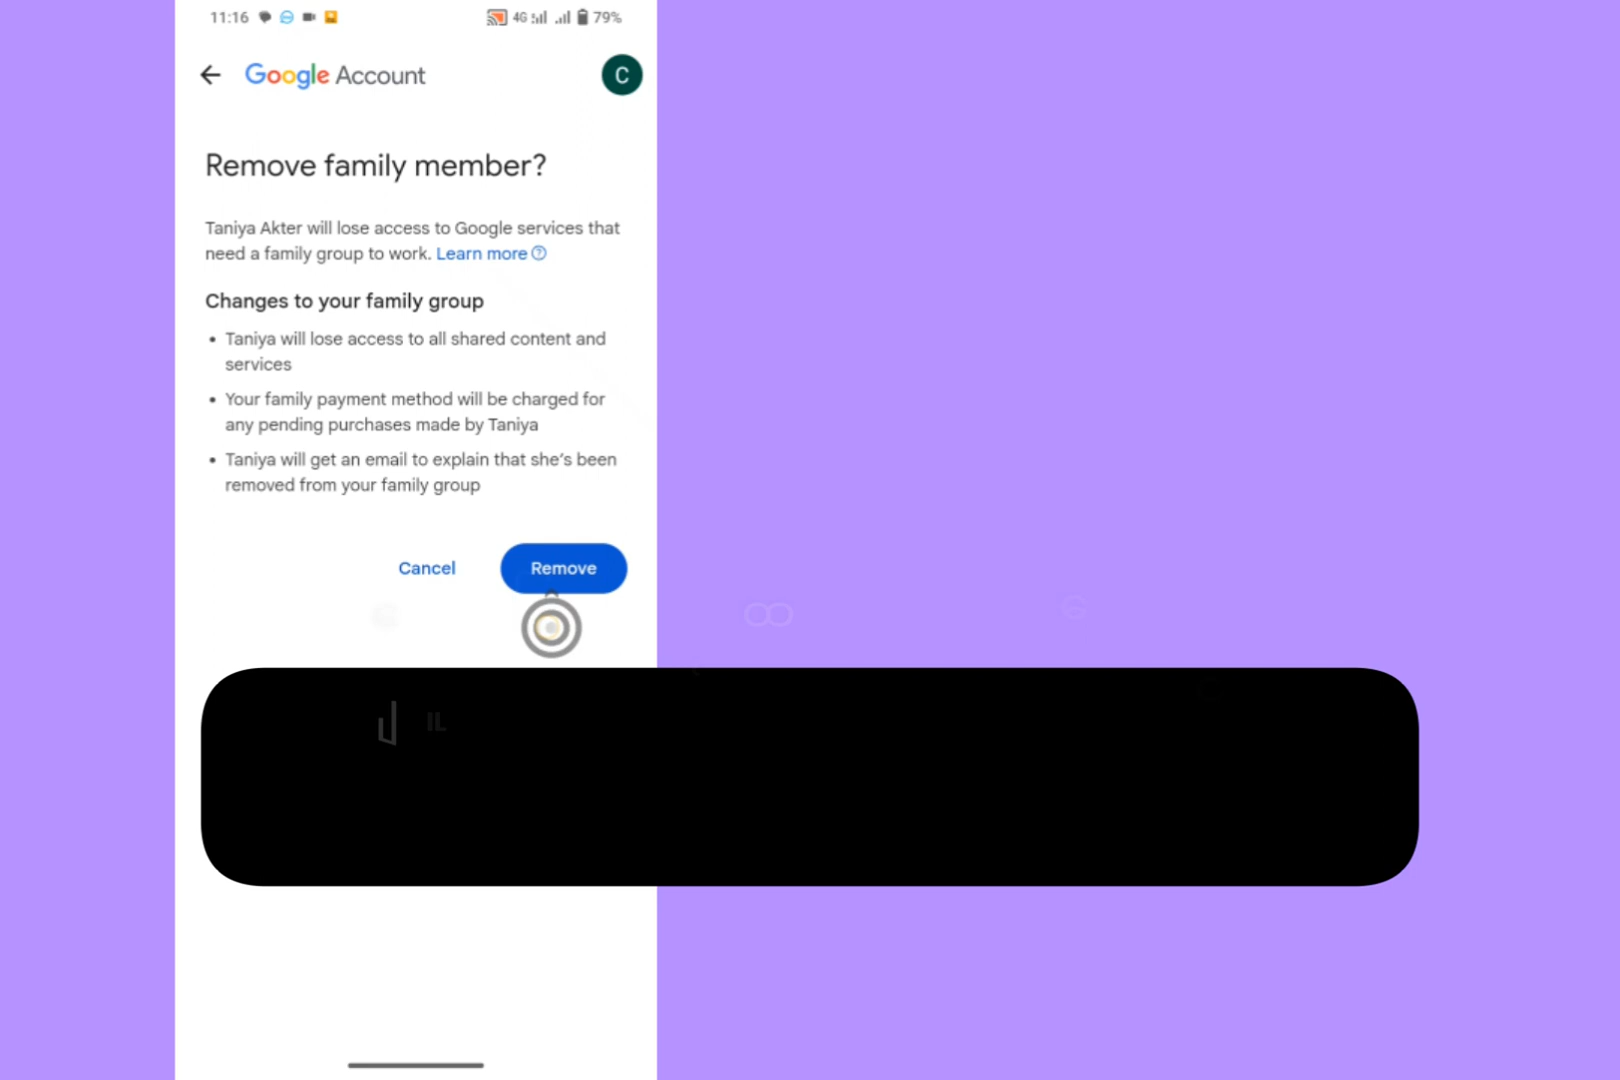 11:16 4G 79%
Google Account C
Remove family member?
Taniya Akter will lose access to Google services that
need a family group to work. Learn more
Changes to your family group
• Taniya will lose access to all shared content and
services
• Your family payment method will be charged for
any pending purchases made by Taniya
• Taniya will get an email to explain that she's been
removed from your family group
Cancel Remove